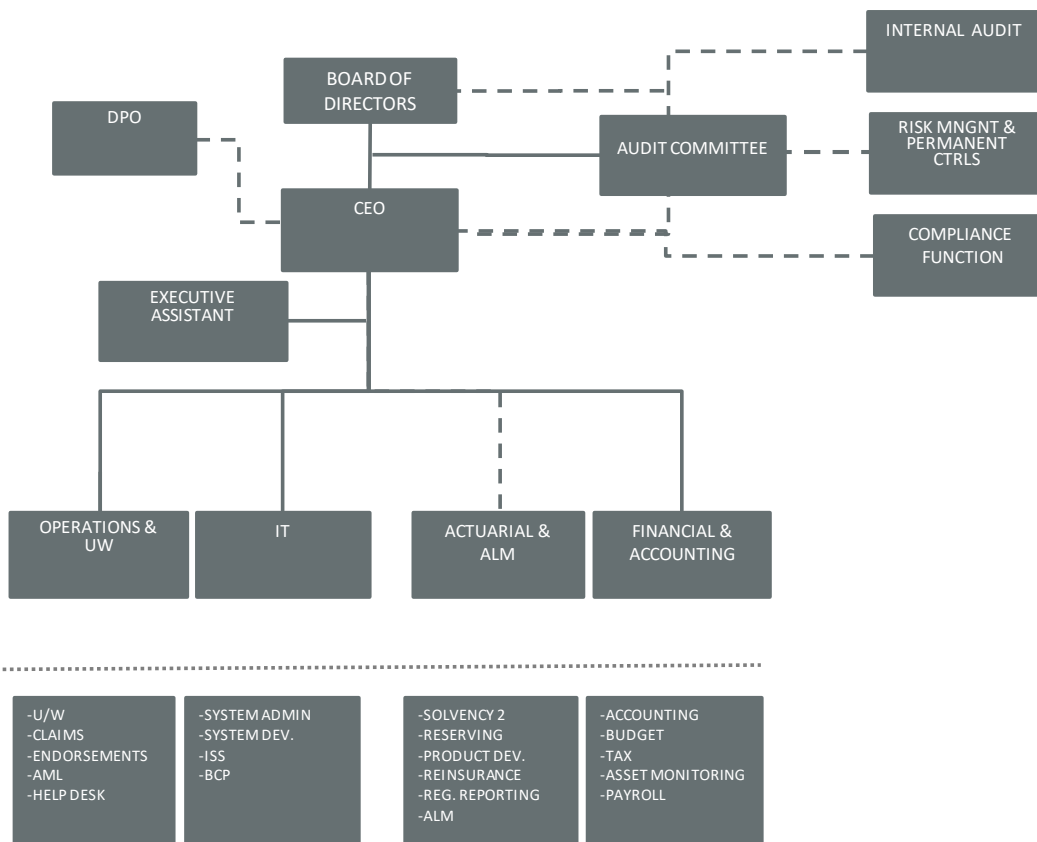 INTERNAL AUDIT
BOARD OF
DIRECTORS
DPO
AUDIT COMMITTEE
RISK MNGNT &
PERMANENT
CTRLS
CEO
COMPLIANCE
FUNCTION
EXECUTIVE
ASSISTANT
OPERATIONS &
UW
IT
ACTUARIAL &
ALM
FINANCIAL &
ACCOUNTING
-U/W
-CLAIMS
-ENDORSEMENTS
-AML
-HELP DESK
-SYSTEM ADMIN
-SYSTEM DEV.
-ISS
-BCP
-SOLVENCY 2
-RESERVING
-PRODUCT DEV.
-REINSURANCE
-REG. REPORTING
-ALM
-ACCOUNTING
-BUDGET
-TAX
-ASSET MONITORING
-PAYROLL